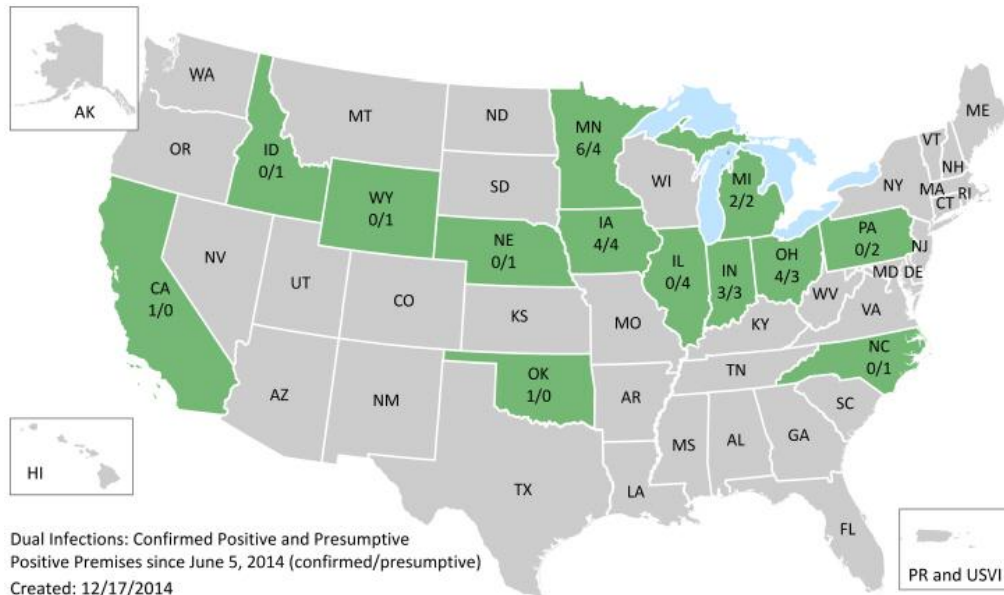 WA
MT
ND
MN
6/4
ME
VT
NH
AK
OR
ID
0/1
WY
0/1
SD
WI
MI
2/2
NY
MA
RI
CT
NE
0/1
IA
4/4
IL
0/4
IN
3/3
OH
4/3
PA
0/2
NJ
MD
DE
CA
1/0
NV
UT
CO
KS
MO
KY
WV
VA
AZ
NM
OK
1/0
AR
TN
NC
0/1
SC
MS
AL
GA
HI
TX
LA
FL
PR and USVI
Dual Infections: Confirmed Positive and Presumptive
Positive Premises since June 5, 2014 (confirmed/presumptive)
Created: 12/17/2014